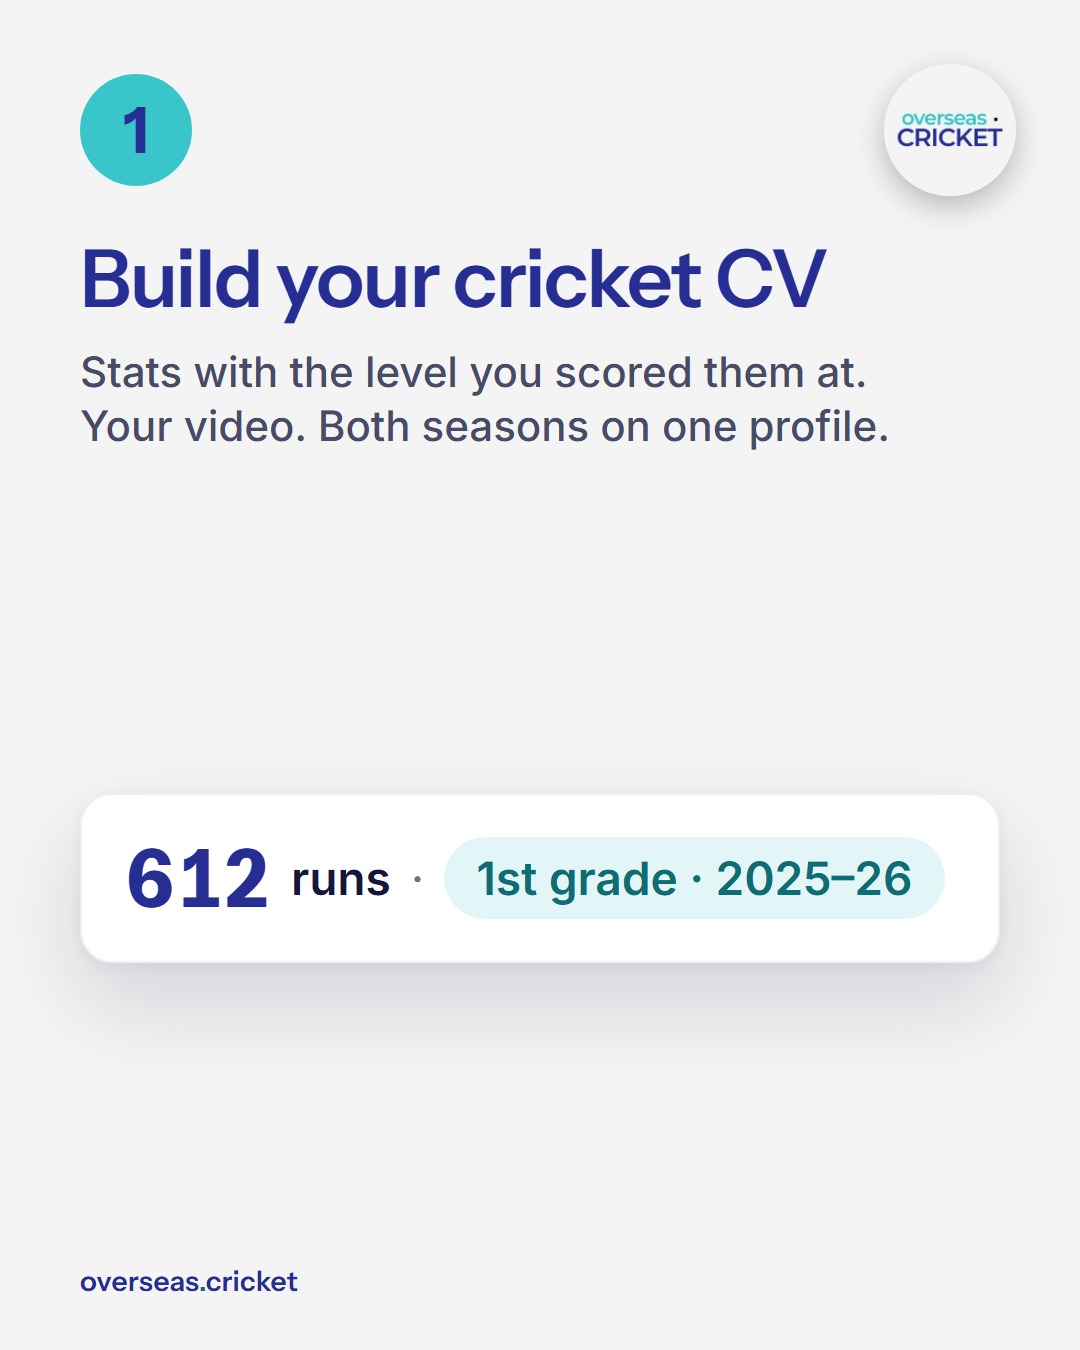 1
overseas ·
CRICKET
Build your cricket CV
Stats with the level you scored them at.
Your video. Both seasons on one profile.
612 runs · 1st grade · 2025–26
overseas.cricket